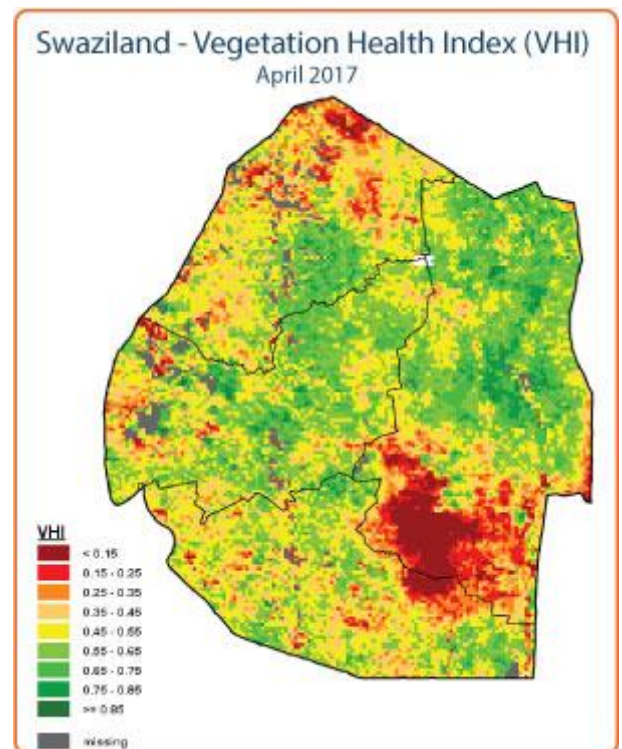 Swaziland - Vegetation Health Index (VHI)
April 2017
VHI
< 0.15
0.15 - 0.25
0.25 - 0.35
0.35 - 0.45
0.45 - 0.55
0.55 - 0.65
0.65 - 0.75
0.75 - 0.85
>= 0.85
missing